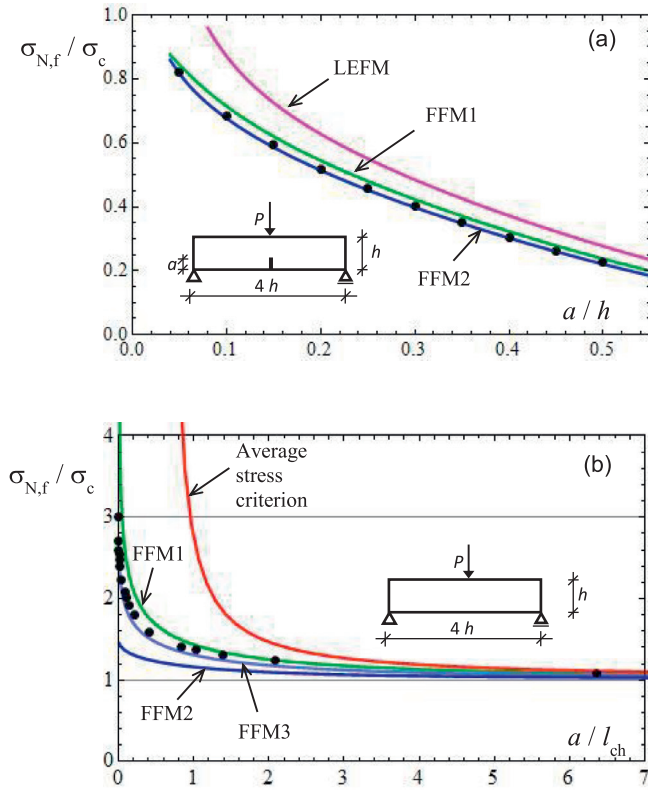 σN,f / σc
(a)
1.0
0.8
0.6
0.4
0.2
0.0
LEFM
FFM1
FFM2
P
a
h
4 h
a / h
0.0 0.1 0.2 0.3 0.4 0.5
σN,f / σc
(b)
4
3
2
1
0
Average
stress
criterion
FFM1
FFM2
FFM3
P
h
4 h
a / lch
0 1 2 3 4 5 6 7